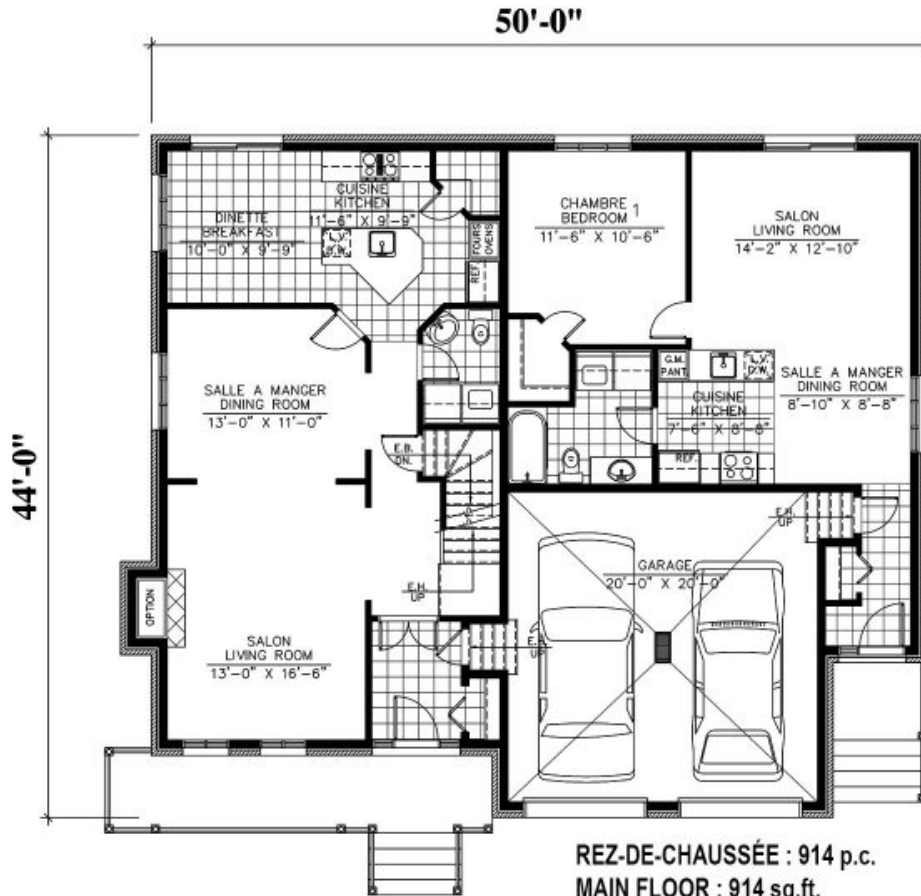 50'-0"
44'-0"
CUISINE
KITCHEN
11'-6" X 9'-9"
DINETTE
BREAKFAST
10'-0" X 9'-9"
L.V.
D.W.
FOURS
OVENS
REF.
CHAMBRE 1
BEDROOM
11'-6" X 10'-6"
SALON
LIVING ROOM
14'-2" X 12'-10"
SALLE A MANGER
DINING ROOM
13'-0" X 11'-0"
G.M.
PANT.
L.V.
D.W.
SALLE A MANGER
DINING ROOM
8'-10" X 8'-8"
CUISINE
KITCHEN
7'-6" X 8'-8"
REF.
E.B.
DN.
E.H.
UP
GARAGE
20'-0" X 20'-0"
OPTION
E.H.
UP
E.H.
UP
SALON
LIVING ROOM
13'-0" X 16'-6"
REZ-DE-CHAUSSÉE : 914 p.c.
MAIN FLOOR : 914 sq.ft.